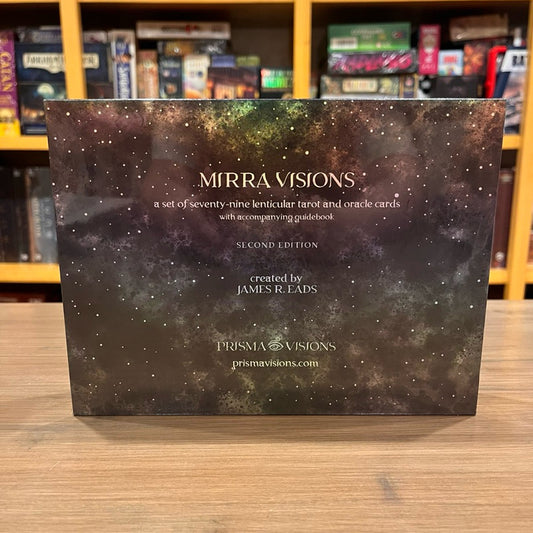 MIRRA VISIONS
a set of seventy-nine lenticular tarot and oracle cards
with accompanying guidebook
SECOND EDITION
created by
JAMES R. EADS
PRISMA VISIONS
prismavisions.com
CATAN